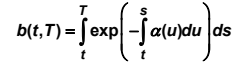 b(t,T) = ∫_t^T exp(−∫_t^s α(u)du) ds